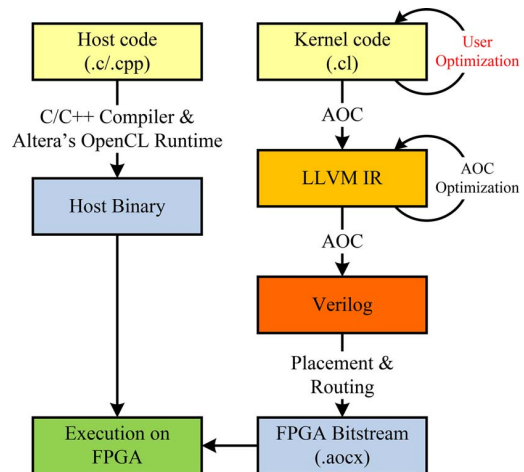 Host code
(.c/.cpp)
Kernel code
(.cl)
User
Optimization
C/C++ Compiler &
Altera's OpenCL Runtime
AOC
Host Binary
LLVM IR
AOC
Optimization
AOC
Verilog
Placement &
Routing
Execution on
FPGA
FPGA Bitstream
(.aocx)